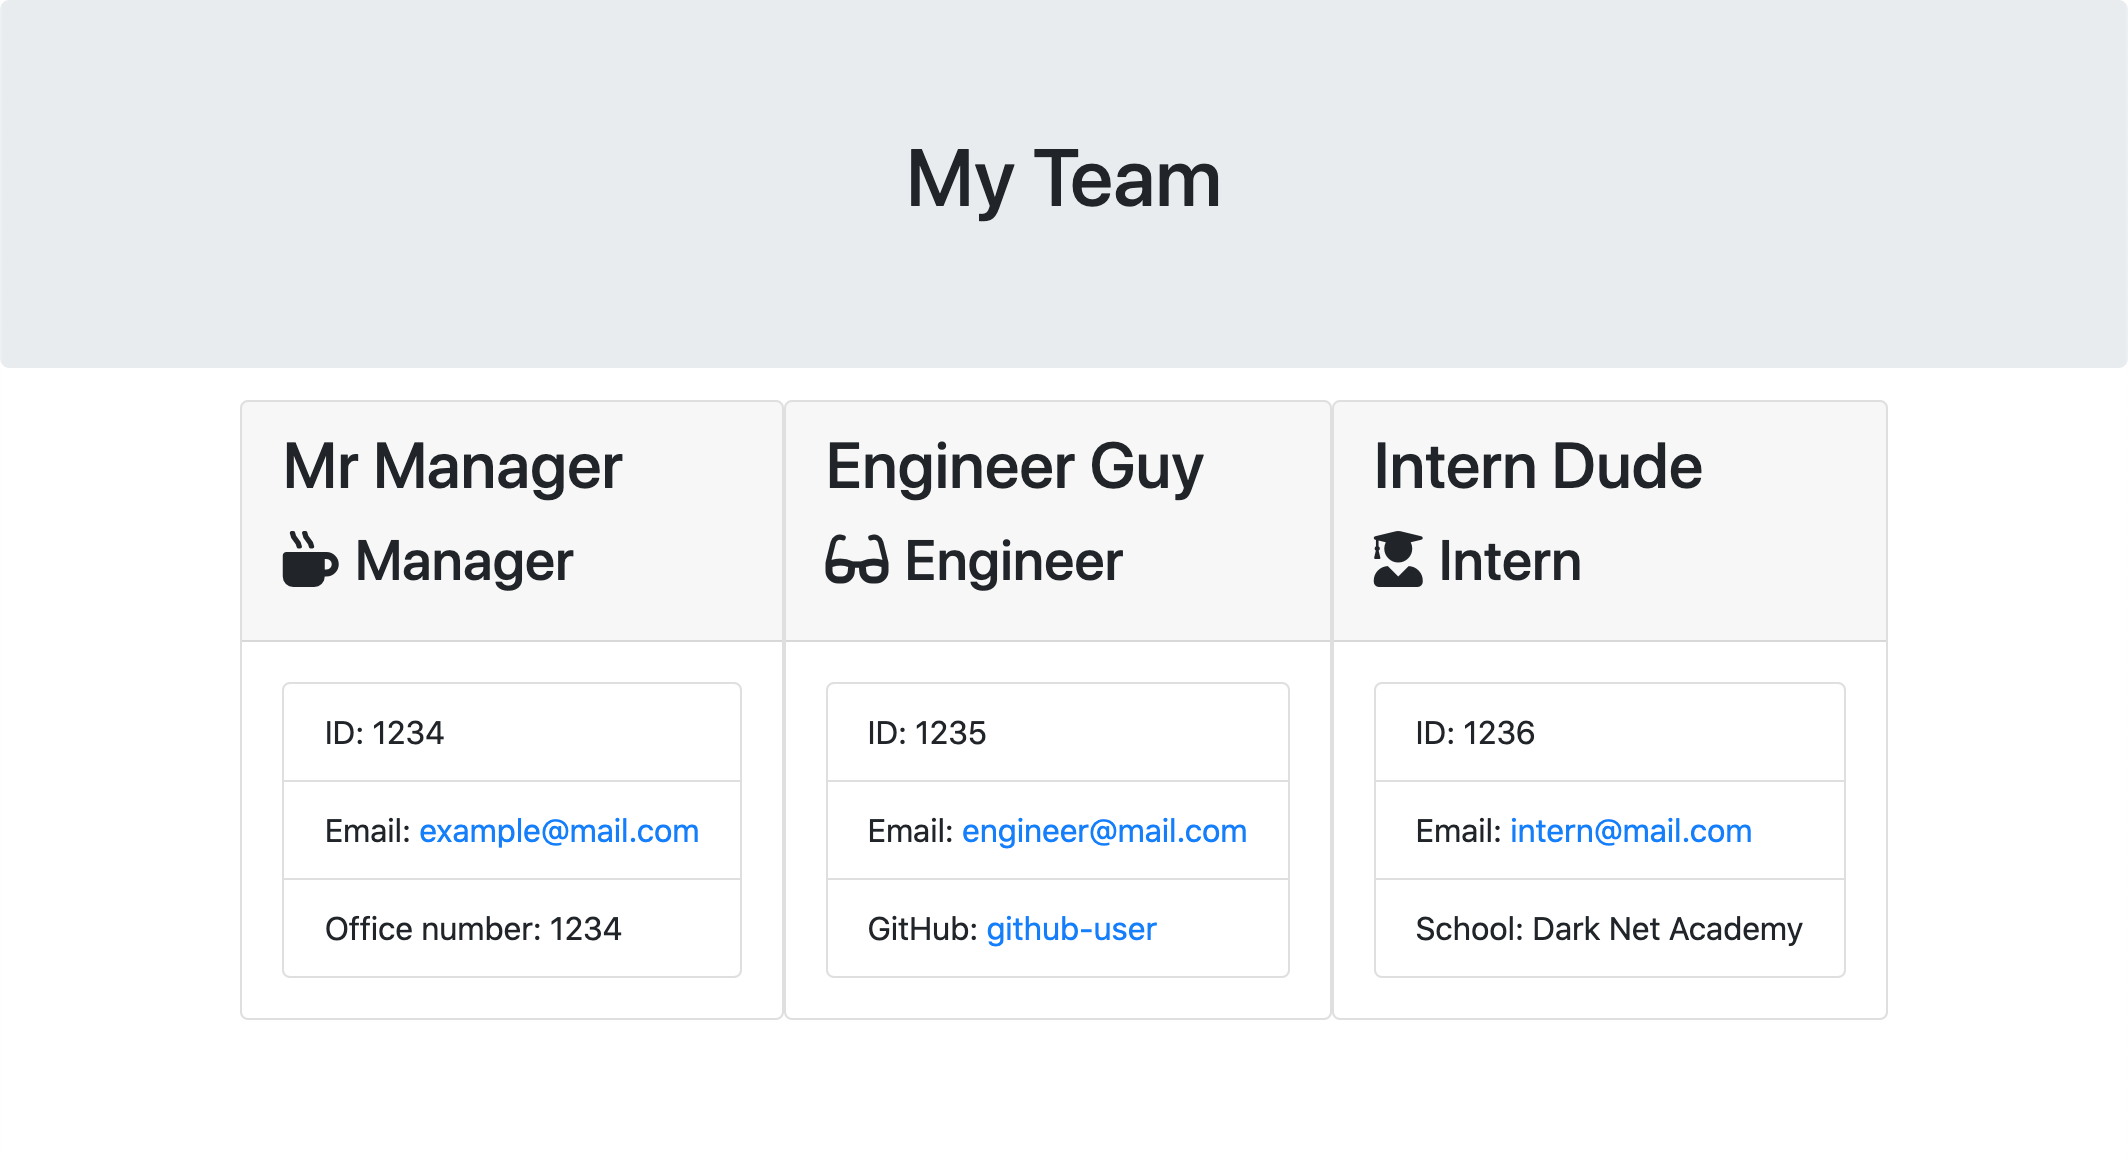 My Team
Mr Manager
Manager
ID: 1234
Email: example@mail.com
Office number: 1234
Engineer Guy
Engineer
ID: 1235
Email: engineer@mail.com
GitHub: github-user
Intern Dude
Intern
ID: 1236
Email: intern@mail.com
School: Dark Net Academy